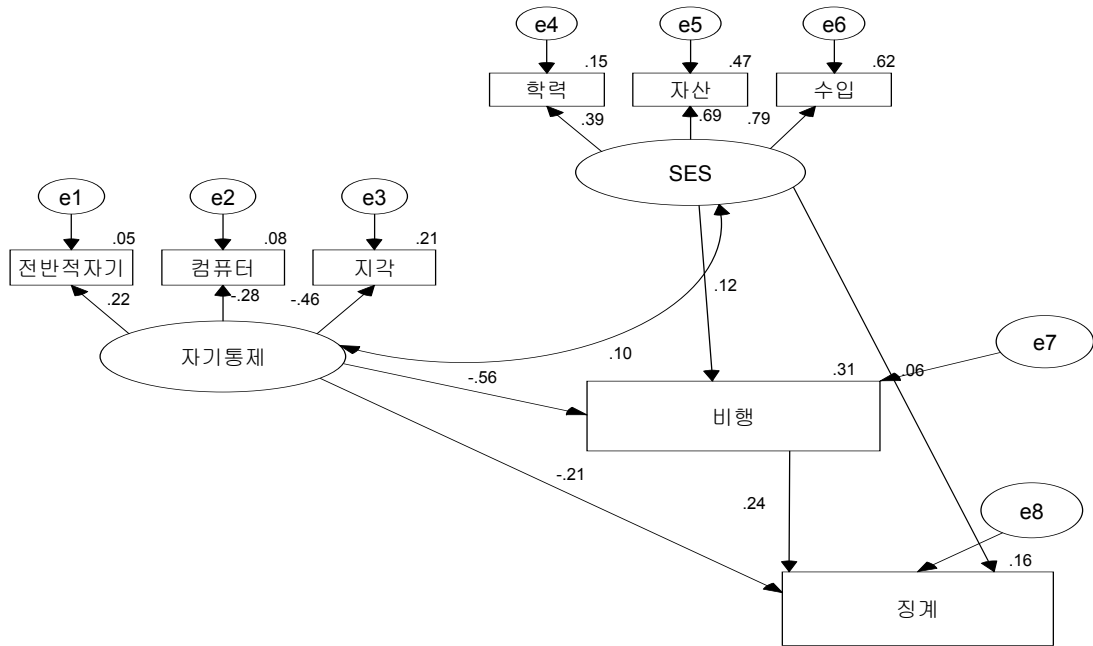 e4
e5
e6
.15
.47
.62
학력
자산
수입
.39
.69
.79
SES
e1
e2
e3
.05
.08
.21
전반적자기
컴퓨터
지각
.22
-.28
-.46
.12
자기통제
.10
e7
-.56
.31
.06
비행
-.21
.24
e8
.16
징계